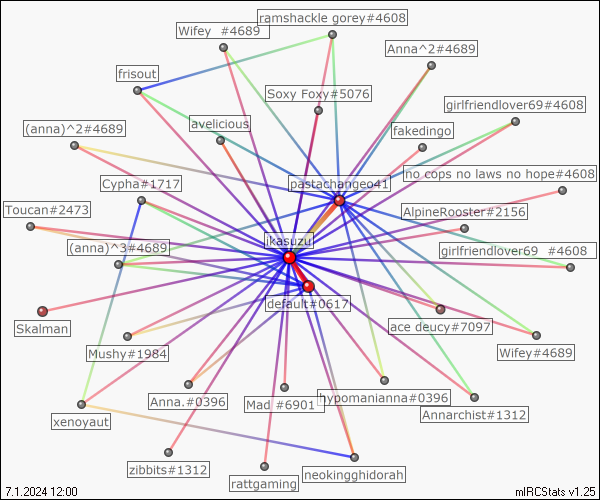 ramshackle gorey#4608
Wifey #4689
Anna^2#4689
frisout
Soxy Foxy#5076
girlfriendlover69#4608
avelicious
(anna)^2#4689
fakedingo
no cops no laws no hope#4608
Cypha#1717
pastachangeo41
Toucan#2473
AlpineRooster#2156
ikasuzu
(anna)^3#4689
girlfriendlover69 #4608
default#0617
Skalman
ace deucy#7097
Mushy#1984
Wifey#4689
Anna.#0396
Mad #6901
hypomanianna#0396
Annarchist#1312
xenoyaut
zibbits#1312
neokingghidorah
rattgaming
7.1.2024 12:00
mIRCStats v1.25